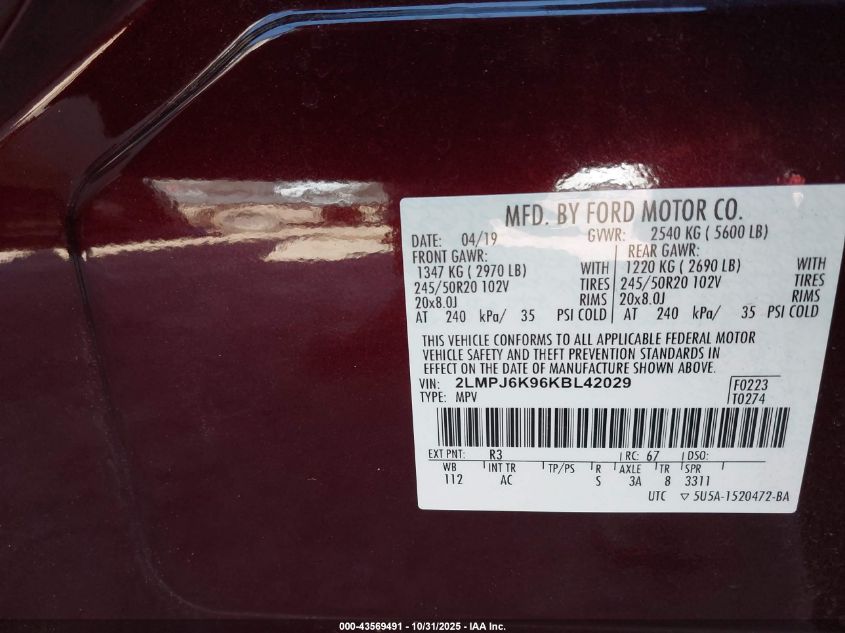 MFD. BY FORD MOTOR CO.
DATE: 04/19 GVWR: 2540 KG ( 5600 LB)
FRONT GAWR: REAR GAWR:
1347 KG ( 2970 LB) WITH 1220 KG ( 2690 LB) WITH
245/50R20 102V TIRES 245/50R20 102V TIRES
20x8.0J RIMS 20x8.0J RIMS
AT 240 kPa/ 35 PSI COLD AT 240 kPa/ 35 PSI COLD
THIS VEHICLE CONFORMS TO ALL APPLICABLE FEDERAL MOTOR
VEHICLE SAFETY AND THEFT PREVENTION STANDARDS IN
EFFECT ON THE DATE OF MANUFACTURE SHOWN ABOVE.
VIN: 2LMPJ6K96KBL42029 F0223
TYPE: MPV T0274
EXT PNT: R3 RC: 67 DSO:
WB INT TR TP/PS R AXLE TR SPR
112 AC S 3A 8 3311
UTC ▽ 5U5A-1520472-BA
000-43569491 - 10/31/2025 - IAA Inc.